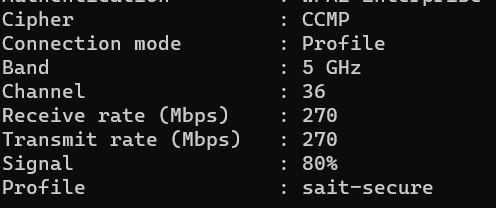 Cipher : CCMP
Connection mode : Profile
Band : 5 GHz
Channel : 36
Receive rate (Mbps) : 270
Transmit rate (Mbps) : 270
Signal : 80%
Profile : sait-secure